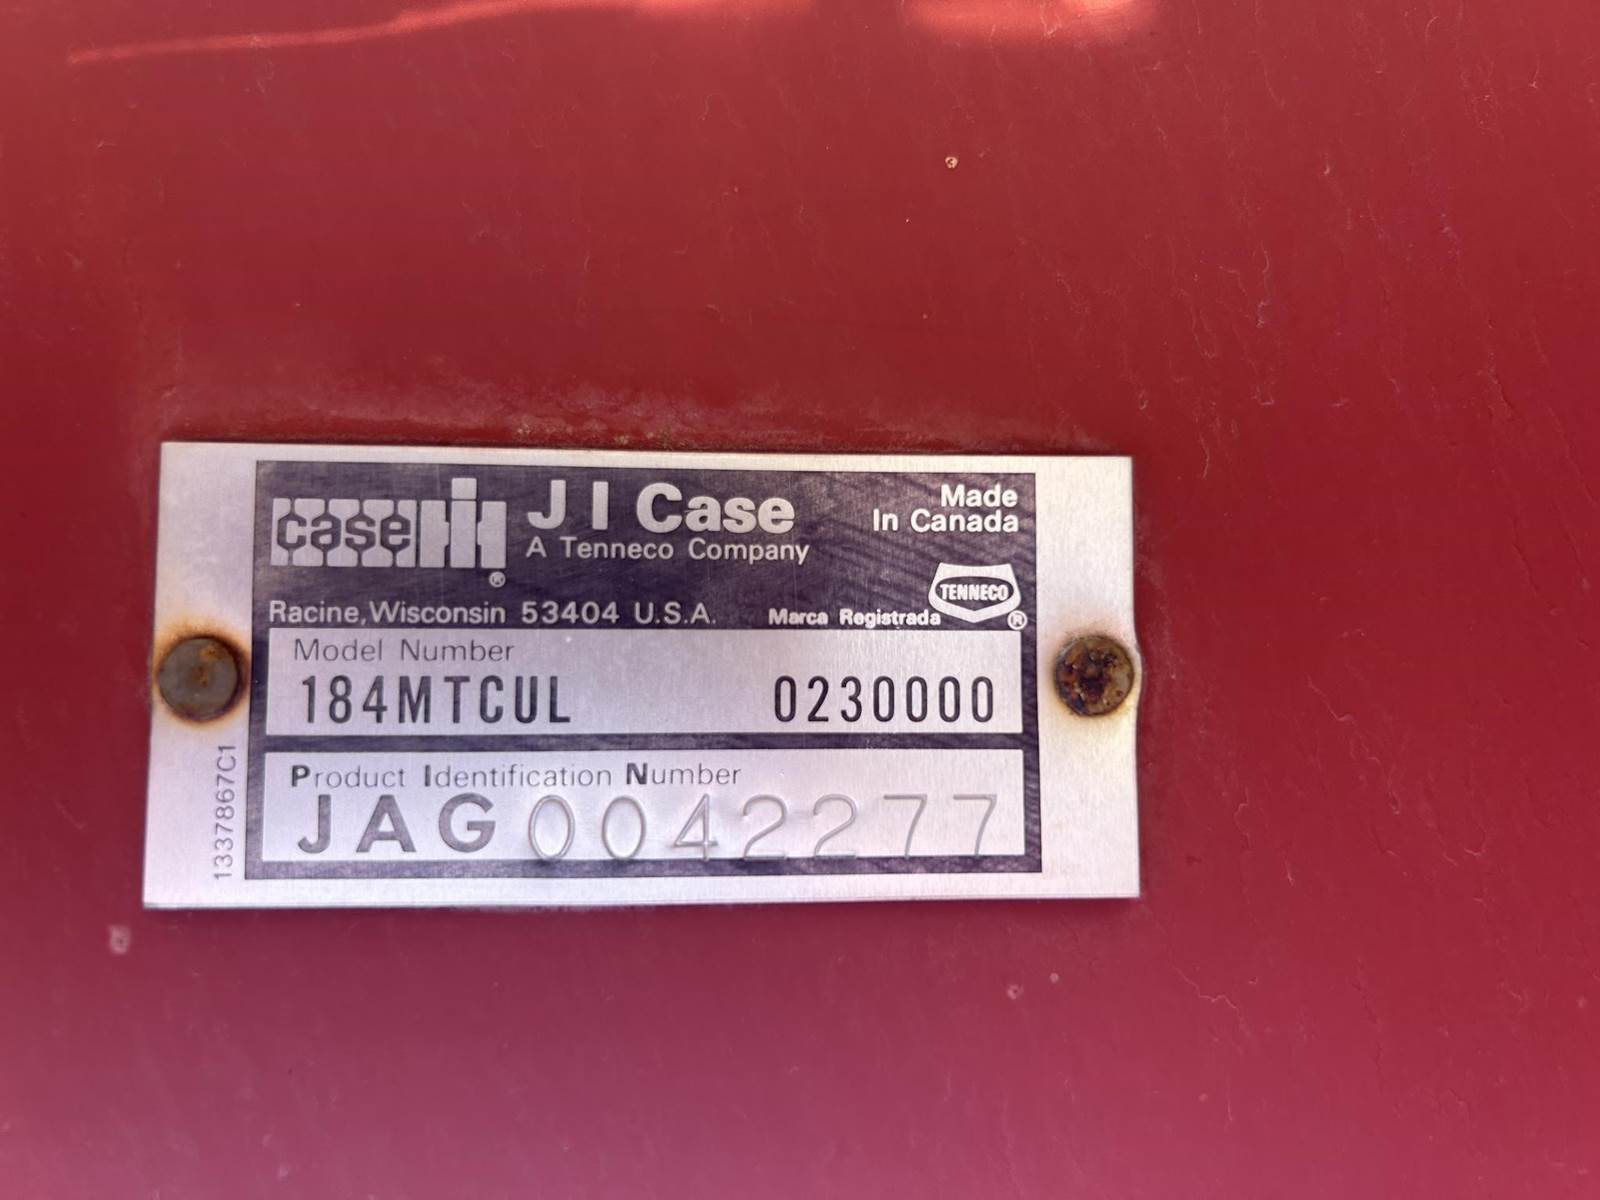 case IH ®
J I Case
A Tenneco Company
Made
In Canada
TENNECO
Racine, Wisconsin 53404 U.S.A. Marca Registrada ®
Model Number
184MTCUL 0230000
Product Identification Number
JAG0042277
1337867C1